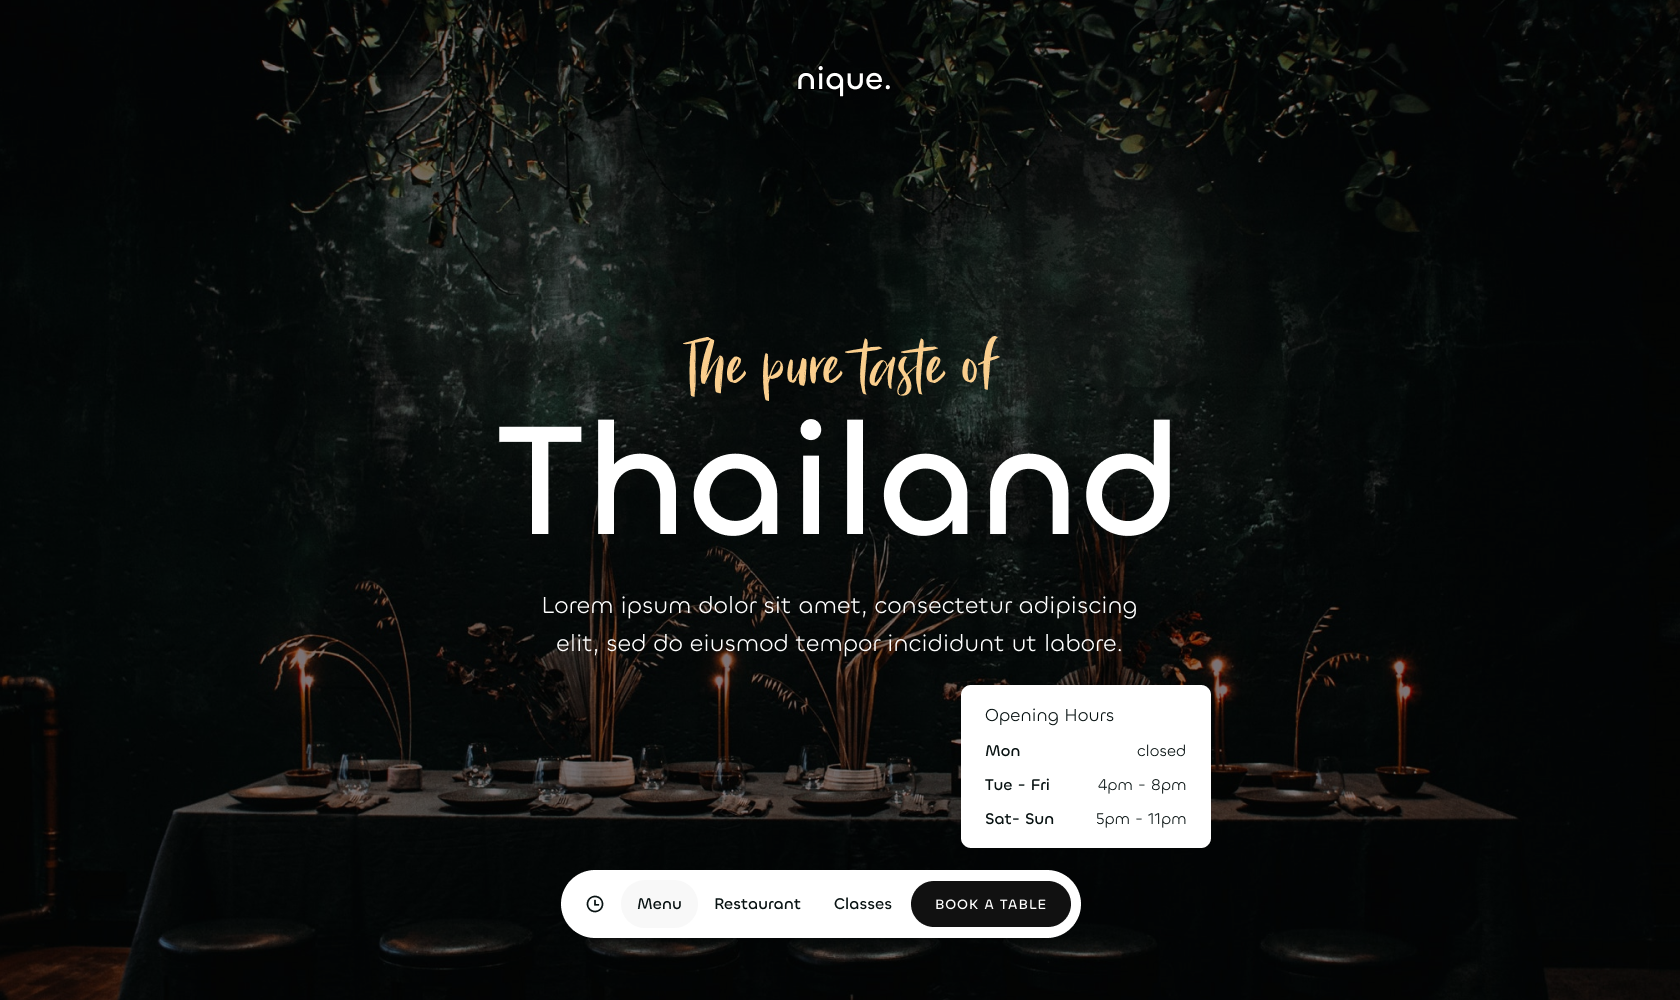 nique.
The pure taste of
Thailand
Lorem ipsum dolor sit amet, consectetur adipiscing
elit, sed do eiusmod tempor incididunt ut labore.
Opening Hours
Mon closed
Tue - Fri 4pm - 8pm
Sat- Sun 5pm - 11pm
Menu Restaurant Classes BOOK A TABLE